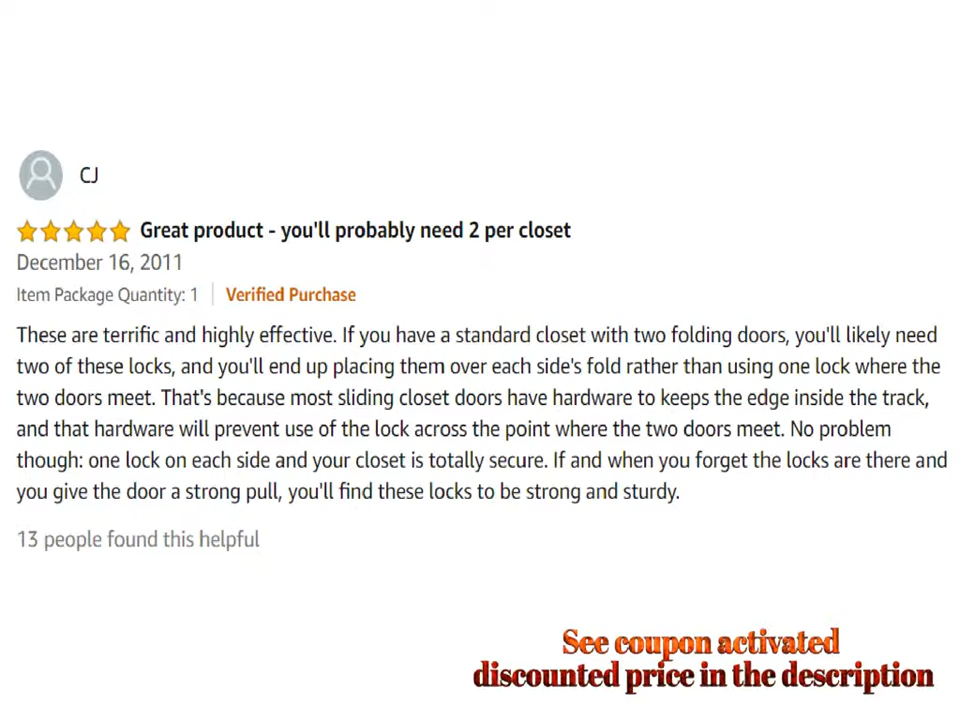 CJ
Great product - you'll probably need 2 per closet
December 16, 2011
Item Package Quantity: 1 | Verified Purchase
These are terrific and highly effective. If you have a standard closet with two folding doors, you'll likely need
two of these locks, and you'll end up placing them over each side's fold rather than using one lock where the
two doors meet. That's because most sliding closet doors have hardware to keeps the edge inside the track,
and that hardware will prevent use of the lock across the point where the two doors meet. No problem
though: one lock on each side and your closet is totally secure. If and when you forget the locks are there and
you give the door a strong pull, you'll find these locks to be strong and sturdy.
13 people found this helpful
See coupon activated
discounted price in the description